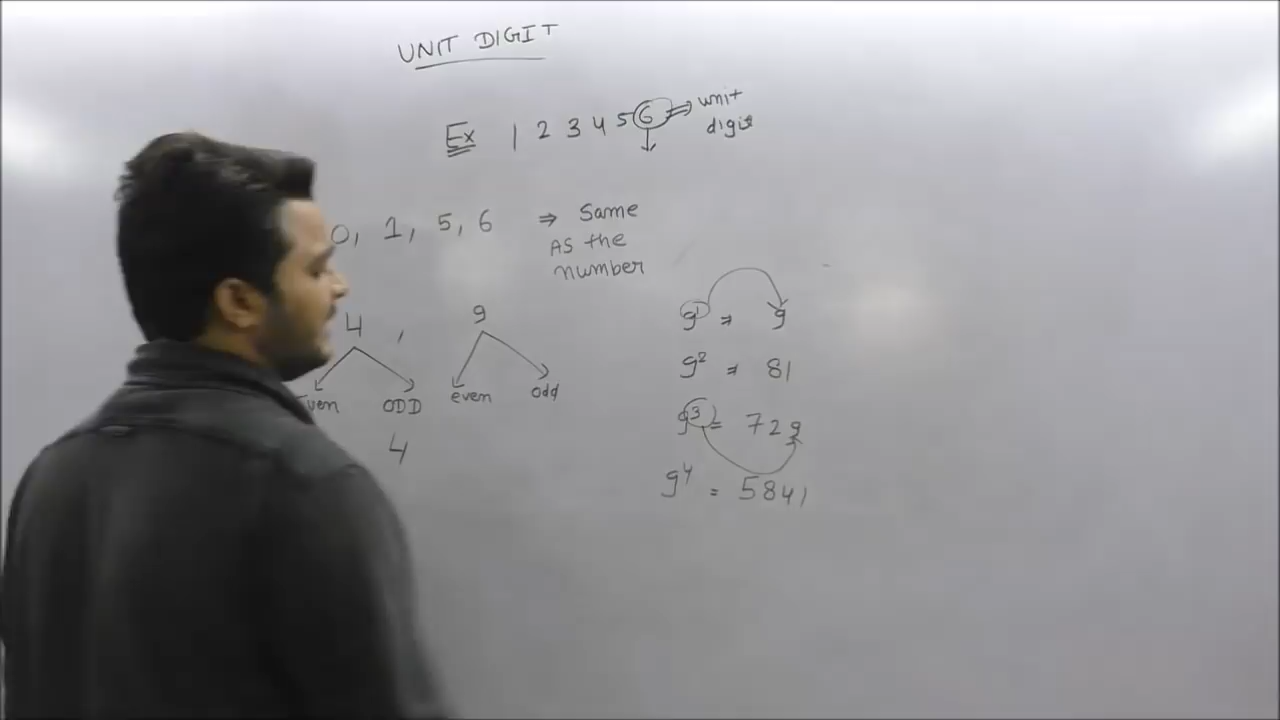 UNIT DIGIT
Ex 1 2 3 4 5 6 ⇒ unit
digit
0, 1, 5, 6 ⇒ Same
As the
number
4 , 9
even ODD even odd
4
9¹ ⇒ 9
9² ⇒ 81
9³ = 729
9⁴ = 5841